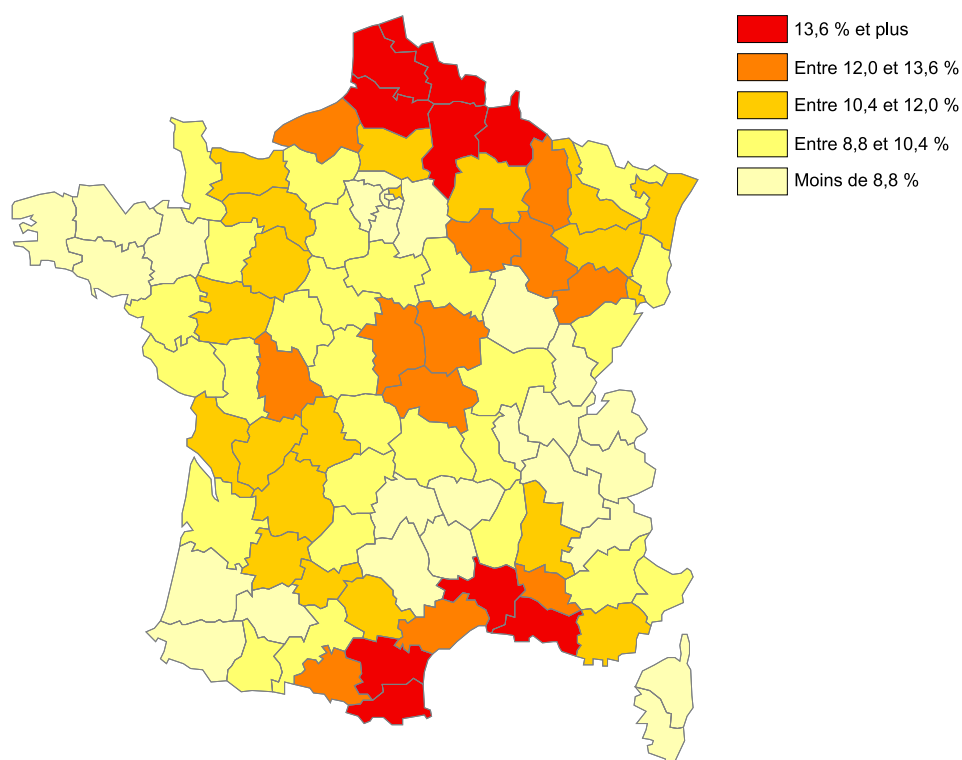 13,6 % et plus
Entre 12,0 et 13,6 %
Entre 10,4 et 12,0 %
Entre 8,8 et 10,4 %
Moins de 8,8 %